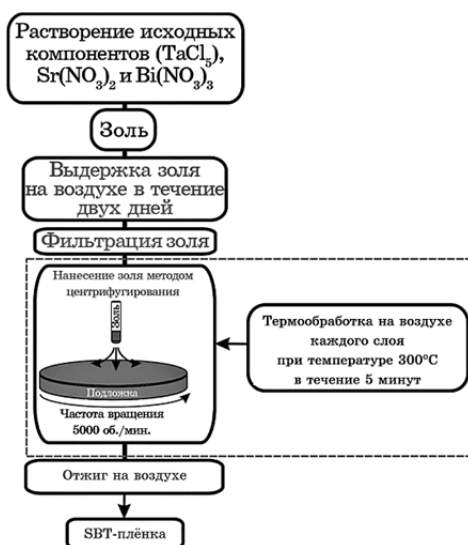 Растворение исходных
компонентов (TaCl5),
Sr(NO3)2 и Bi(NO3)3
Золь
Выдержка золя
на воздухе в течение
двух дней
Фильтрация золя
Нанесение золя методом
центрифугирования
Золь
Подложка
Частота вращения
5000 об./мин.
Термообработка на воздухе
каждого слоя
при температуре 300°C
в течение 5 минут
Отжиг на воздухе
SBT-плёнка